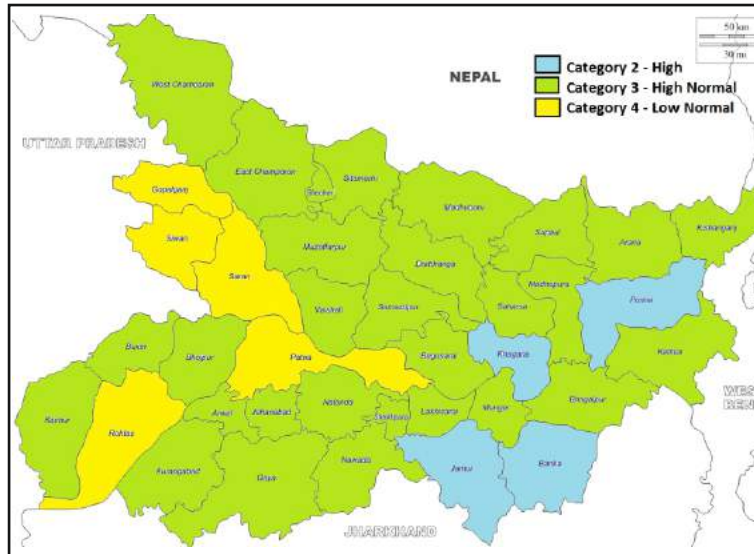 50 km
30 mi
Category 2 - High
Category 3 - High Normal
Category 4 - Low Normal
NEPAL
UTTAR PRADESH
West Champaran
East Champaran
Sheohar
Sitamarhi
Gopalganj
Siwan
Saran
Madhubani
Supaul
Araria
Kishanganj
Muzaffarpur
Darbhanga
Madhepura
Purnia
Vaishali
Samastipur
Saharsa
Katihar
Buxar
Bhojpur
Patna
Begusarai
Khagaria
Kaimur
Rohtas
Arwal
Jehanabad
Nalanda
Lakhisarai
Munger
Bhagalpur
Aurangabad
Gaya
Nawada
Jamui
Banka
JHARKHAND